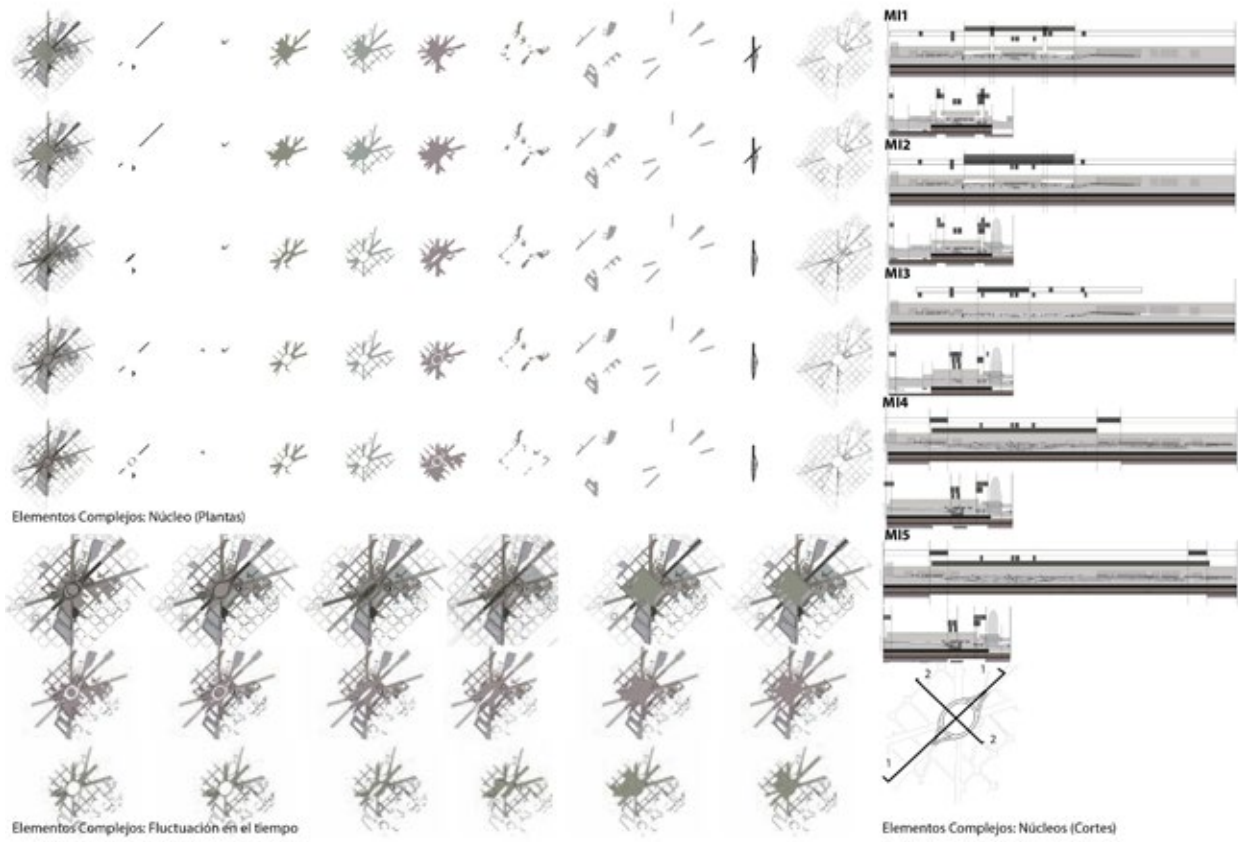 MI1
MI2
MI3
MI4
MI5
Elementos Complejos: Núcleo (Plantas)
1
2
2
1
Elementos Complejos: Fluctuación en el tiempo
Elementos Complejos: Núcleos (Cortes)